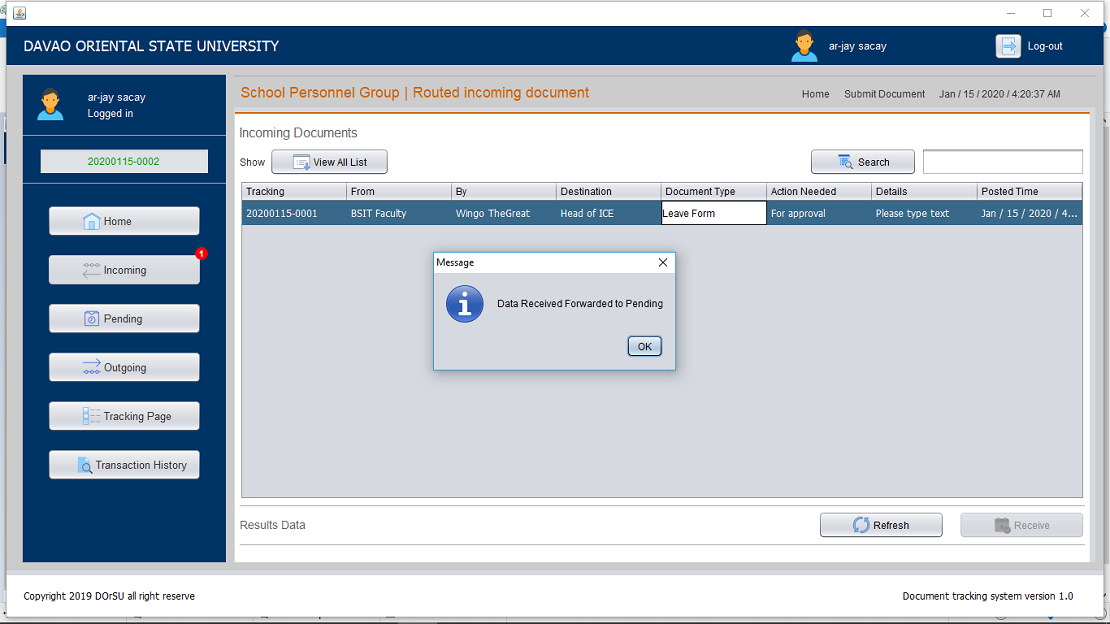 DAVAO ORIENTAL STATE UNIVERSITY
ar-jay sacay
Log-out
ar-jay sacay
Logged in
20200115-0002
Home
Incoming
1
Pending
Outgoing
Tracking Page
Transaction History
School Personnel Group | Routed incoming document
Home Submit Document Jan / 15 / 2020 / 4:20:37 AM
Incoming Documents
Show View All List Search
Tracking From By Destination Document Type Action Needed Details Posted Time
20200115-0001 BSIT Faculty Wingo TheGreat Head of ICE Leave Form For approval Please type text Jan / 15 / 2020 / 4...
Message
Data Received Forwarded to Pending
OK
Results Data Refresh Receive
Copyright 2019 DOrSU all right reserve
Document tracking system version 1.0